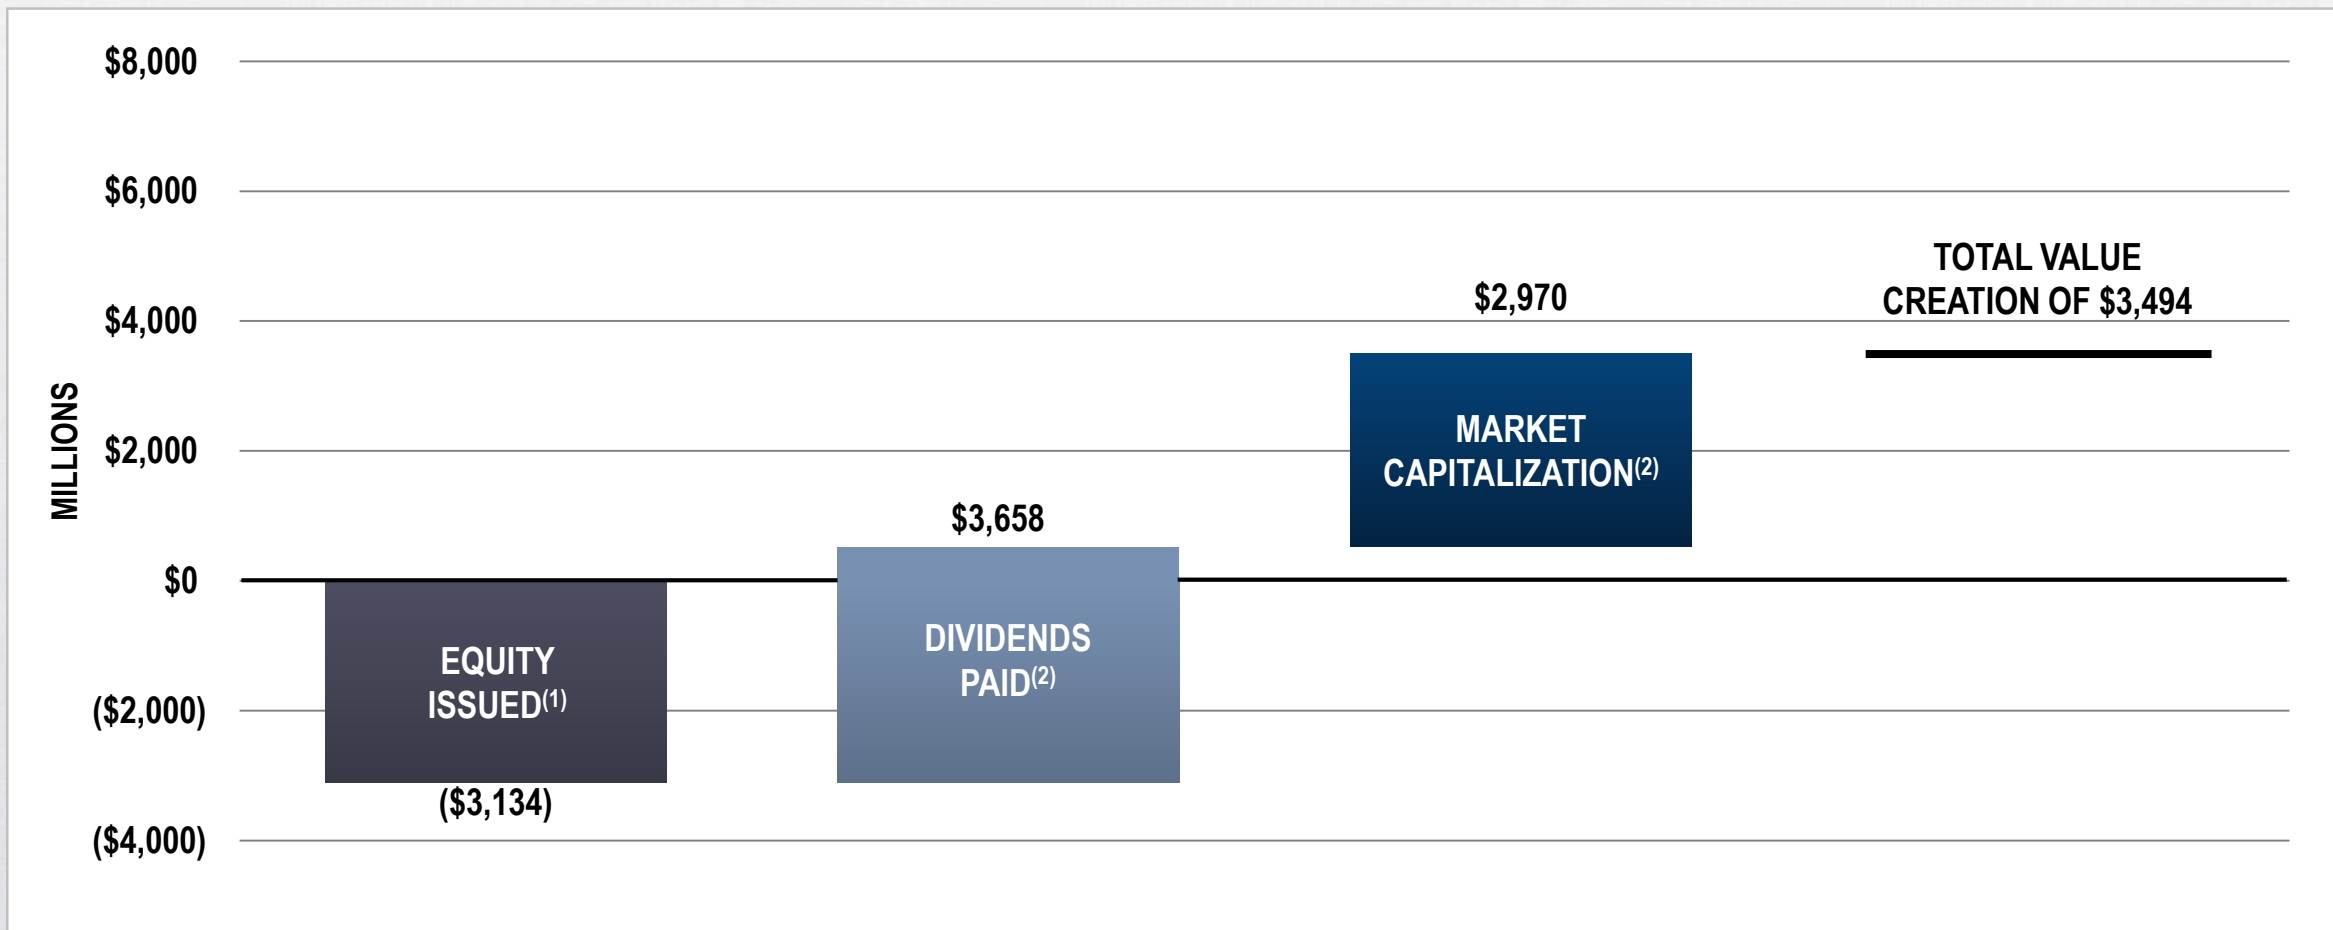 $8,000
$6,000
$4,000
$2,000
$0
($2,000)
($4,000)
MILLIONS
EQUITY
ISSUED(1)
($3,134)
$3,658
DIVIDENDS
PAID(2)
$2,970
MARKET
CAPITALIZATION(2)
TOTAL VALUE
CREATION OF $3,494